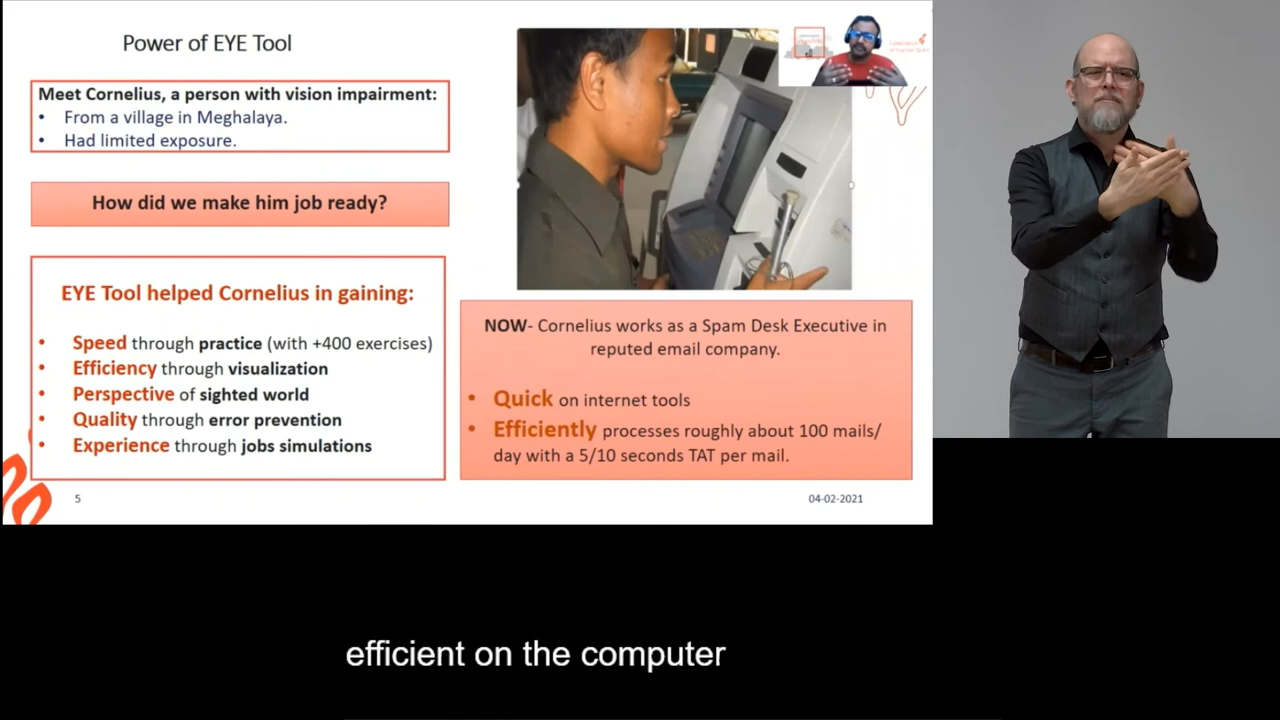 Power of EYE Tool
Meet Cornelius, a person with vision impairment:
• From a village in Meghalaya.
• Had limited exposure.
How did we make him job ready?
EYE Tool helped Cornelius in gaining:
• Speed through practice (with +400 exercises)
• Efficiency through visualization
• Perspective of sighted world
• Quality through error prevention
• Experience through jobs simulations
NOW- Cornelius works as a Spam Desk Executive in
reputed email company.
• Quick on internet tools
• Efficiently processes roughly about 100 mails/
day with a 5/10 seconds TAT per mail.
5
04-02-2021
efficient on the computer